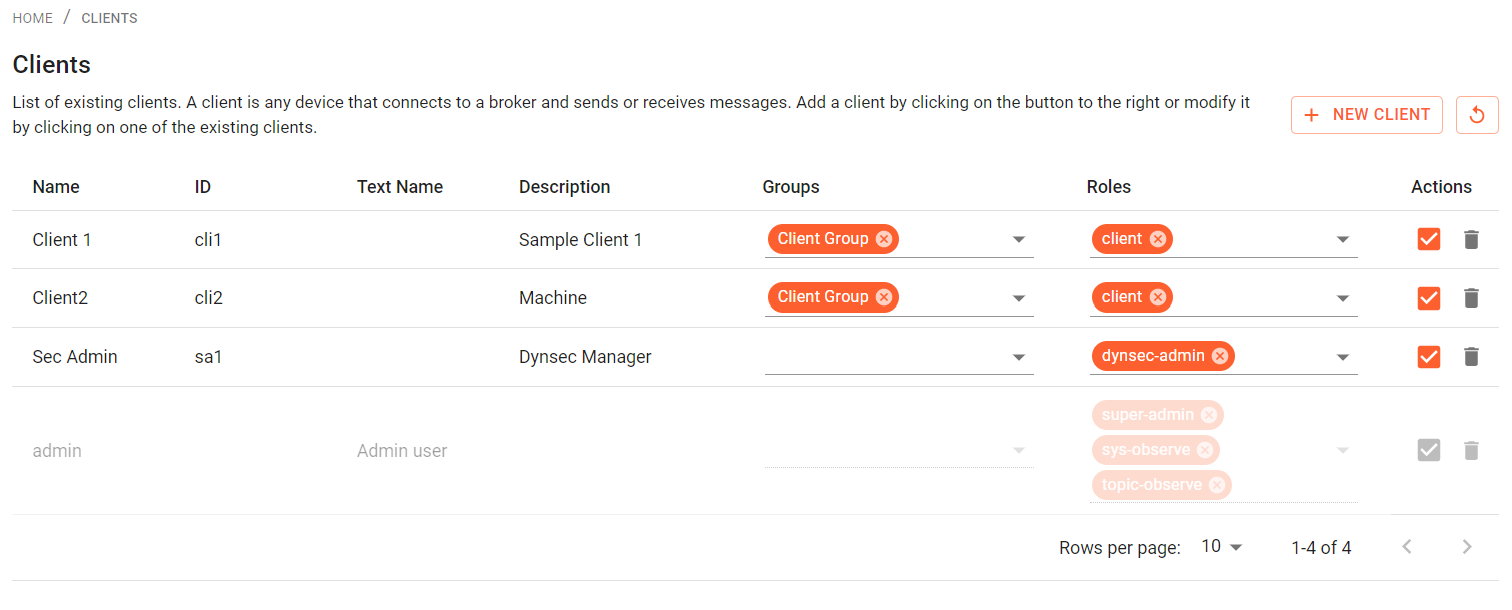 HOME / CLIENTS
Clients
List of existing clients. A client is any device that connects to a broker and sends or receives messages. Add a client by clicking on the button to the right or modify it
by clicking on one of the existing clients.
+ NEW CLIENT
Name ID Text Name Description Groups Roles Actions
Client 1 cli1 Sample Client 1 Client Group client
Client2 cli2 Machine Client Group client
Sec Admin sa1 Dynsec Manager dynsec-admin
super-admin
admin Admin user sys-observe
topic-observe
Rows per page: 10 1-4 of 4